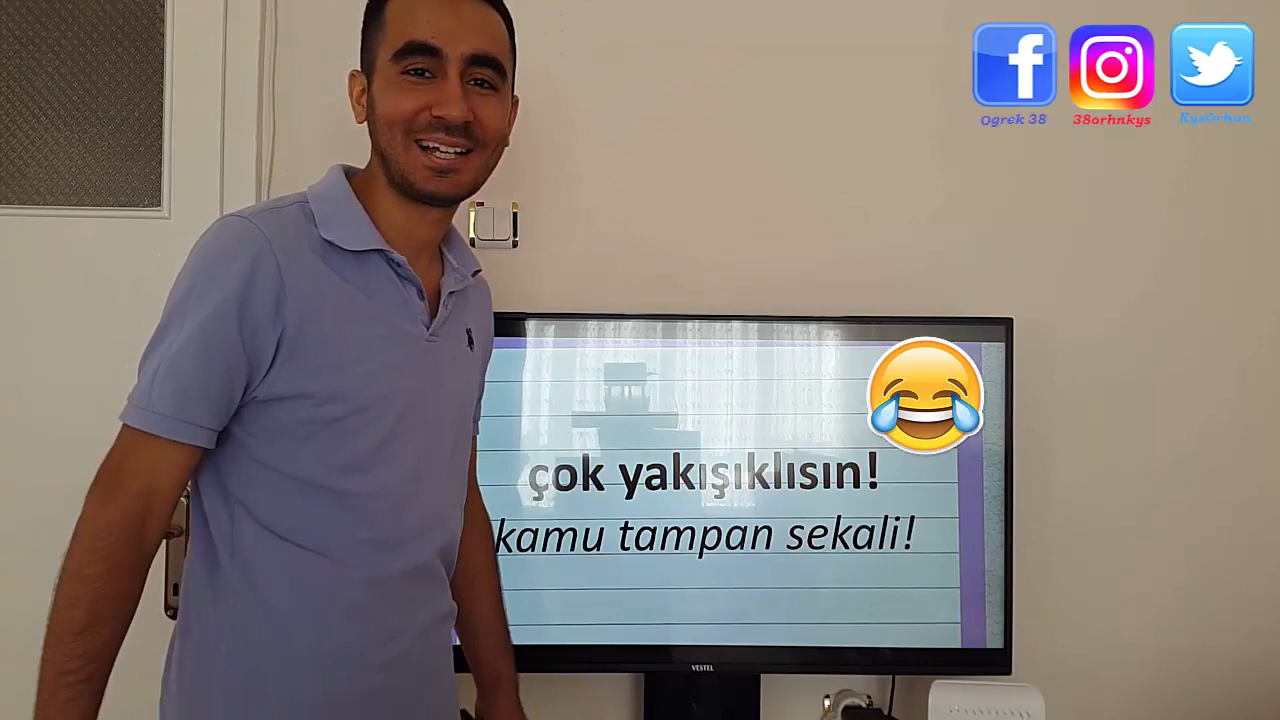 Ogrek 38
38orhnkys
KysOrhan
çok yakışıklısın!
kamu tampan sekali!
VESTEL